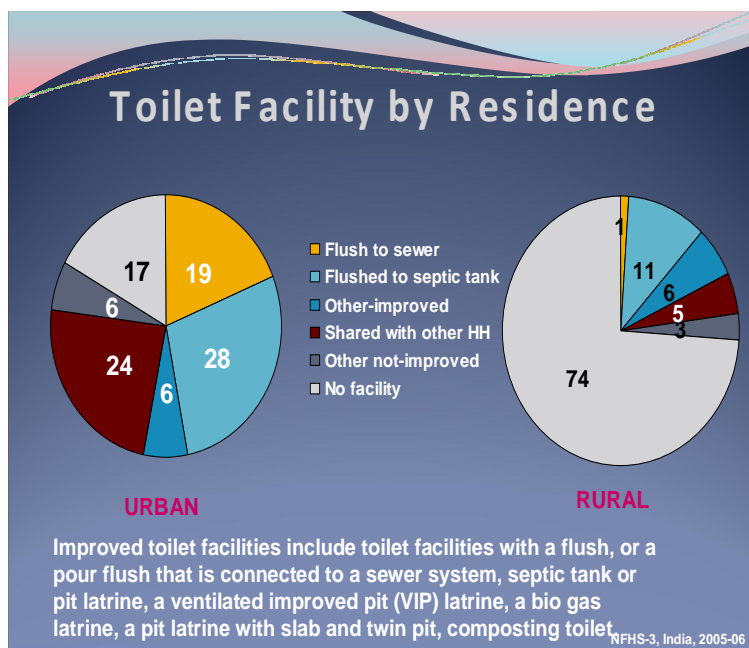 Toilet Facility by Residence
17
19
6
24
6
28
Flush to sewer
Flushed to septic tank
Other-improved
Shared with other HH
Other not-improved
No facility
1
11
6
5
3
74
URBAN
RURAL
Improved toilet facilities include toilet facilities with a flush, or a
pour flush that is connected to a sewer system, septic tank or
pit latrine, a ventilated improved pit (VIP) latrine, a bio gas
latrine, a pit latrine with slab and twin pit, composting toilet.
NFHS-3, India, 2005-06